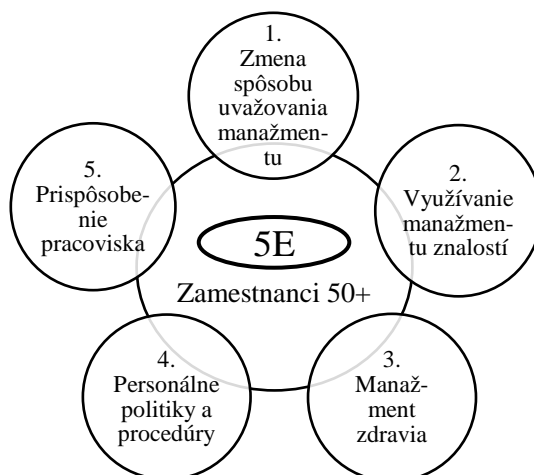 1.
Zmena
spôsobu
uvažovania
manažmen-
tu
2.
Využívanie
manažmen-
tu znalostí
3.
Manaž-
ment
zdravia
4.
Personálne
politiky a
procedúry
5.
Prispôsobe-
nie
pracoviska
5E
Zamestnanci 50+